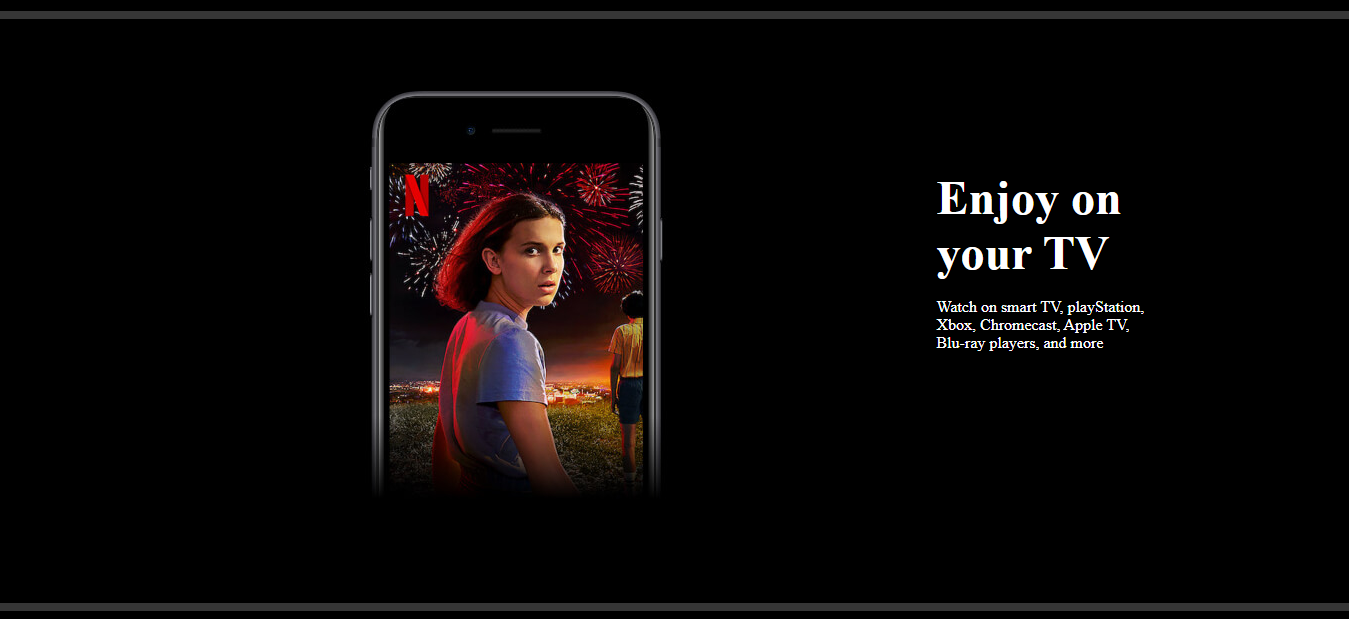 N
Enjoy on
your TV
Watch on smart TV, playStation,
Xbox, Chromecast, Apple TV,
Blu-ray players, and more